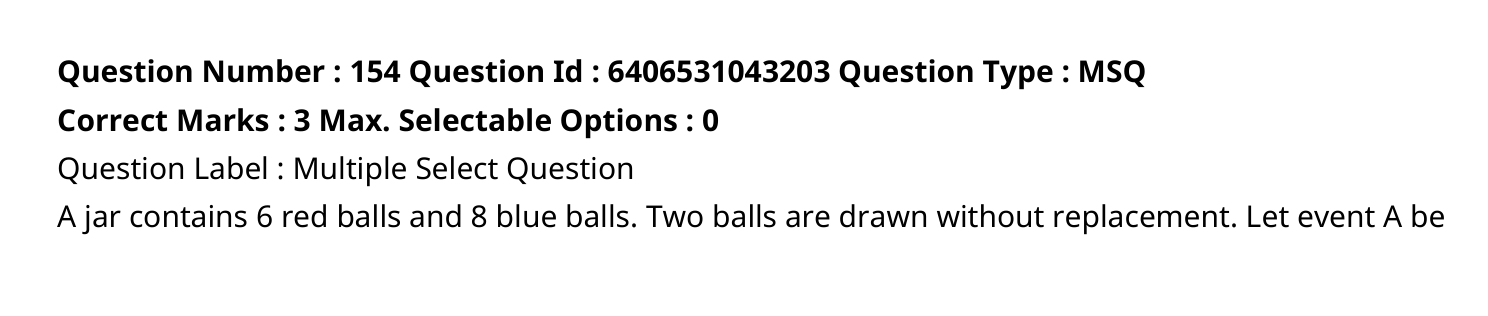 Question Number : 154 Question Id : 6406531043203 Question Type : MSQ
Correct Marks : 3 Max. Selectable Options : 0
Question Label : Multiple Select Question
A jar contains 6 red balls and 8 blue balls. Two balls are drawn without replacement. Let event A be